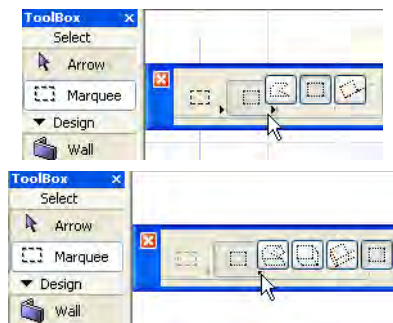 ToolBox
Select
Arrow
Marquee
Design
Wall
ToolBox
Select
Arrow
Marquee
Design
Wall